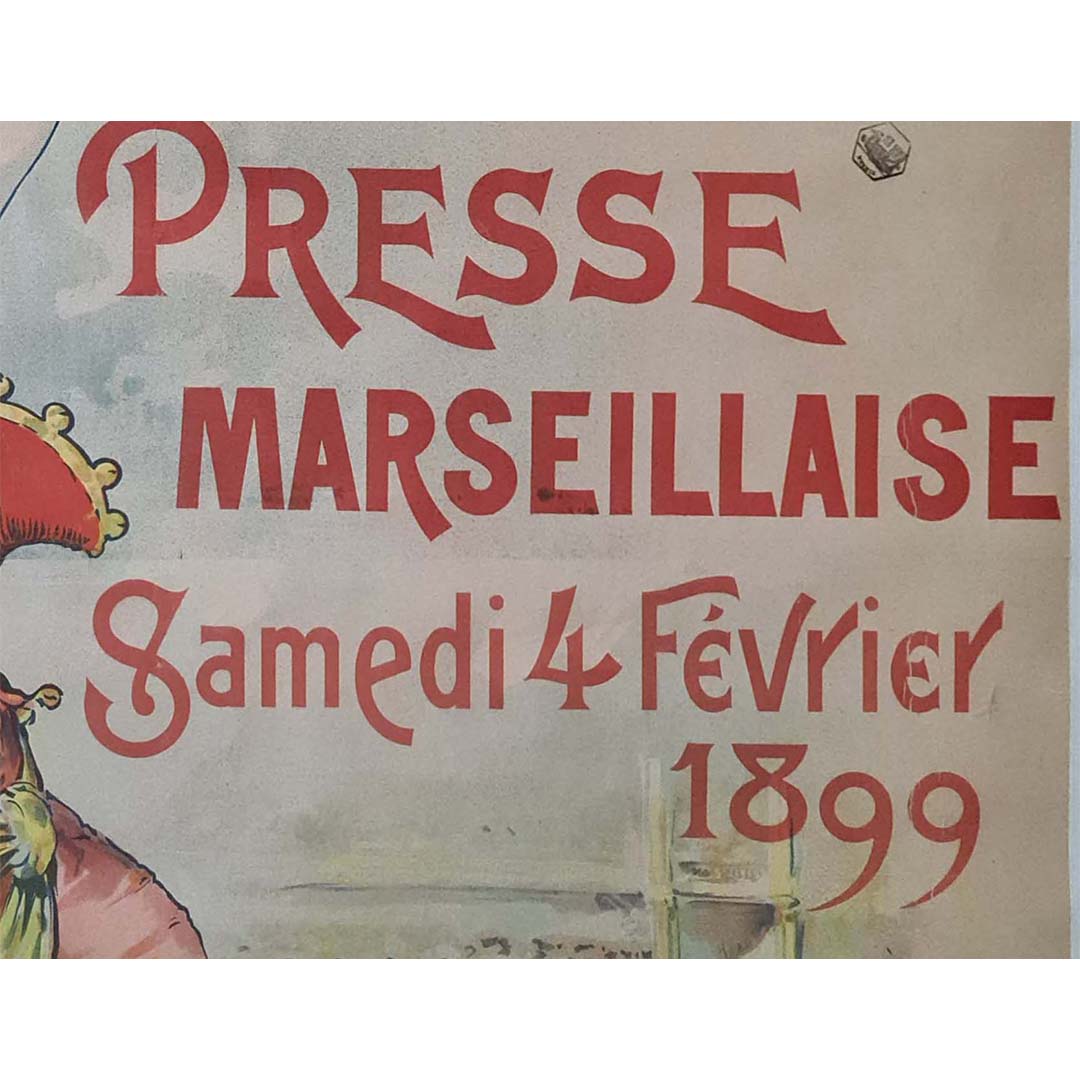 PRESSE
MARSEILLAISE
Samedi 4 Février
1899